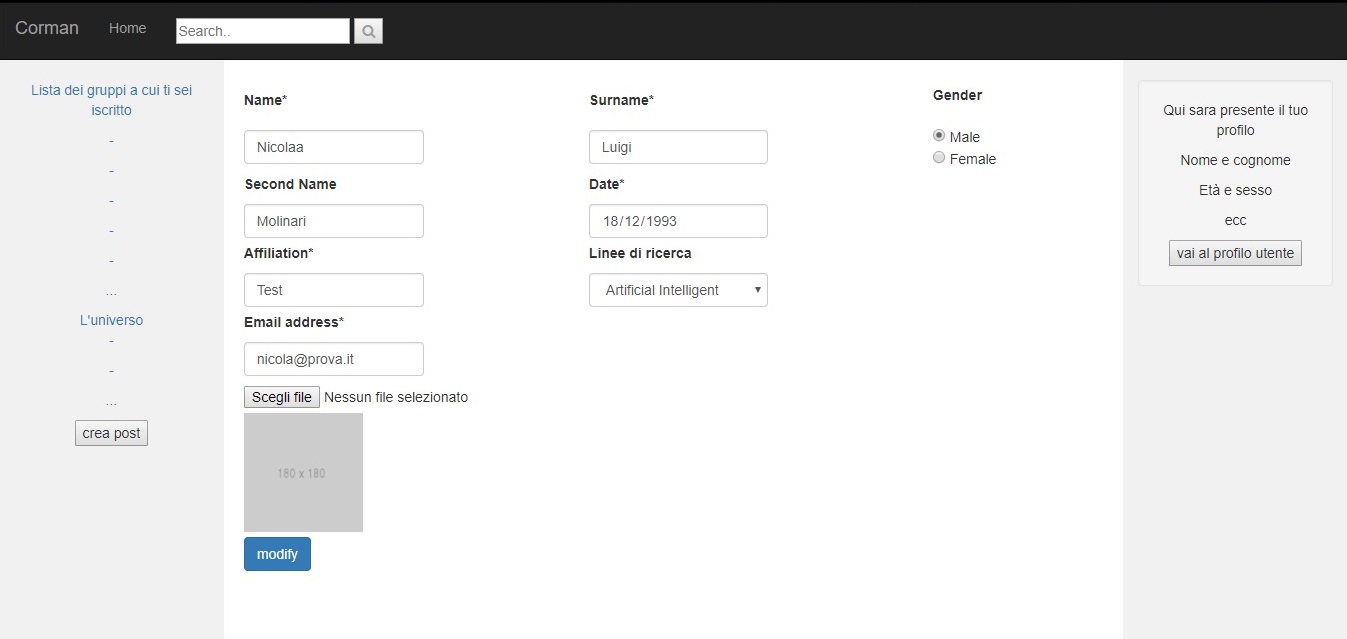 Corman Home Search..
Lista dei gruppi a cui ti sei
iscritto
-
-
-
-
-
...
L'universo
-
-
...
crea post
Name* Surname* Gender
Nicolaa Luigi Male
Female
Second Name Date*
Molinari 18/12/1993
Affiliation* Linee di ricerca
Test Artificial Intelligent
Email address*
nicola@prova.it
Scegli file Nessun file selezionato
180 x 180
modify
Qui sara presente il tuo
profilo
Nome e cognome
Età e sesso
ecc
vai al profilo utente